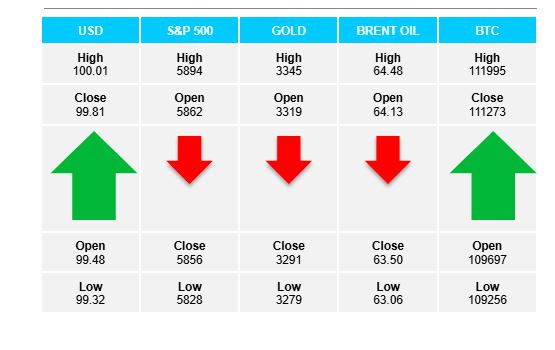 USD S&P 500 GOLD BRENT OIL BTC
High High High High High
100.01 5894 3345 64.48 111995
Close Open Open Open Close
99.81 5862 3319 64.13 111273
Open Close Close Close Open
99.48 5856 3291 63.50 109697
Low Low Low Low Low
99.32 5828 3279 63.06 109256